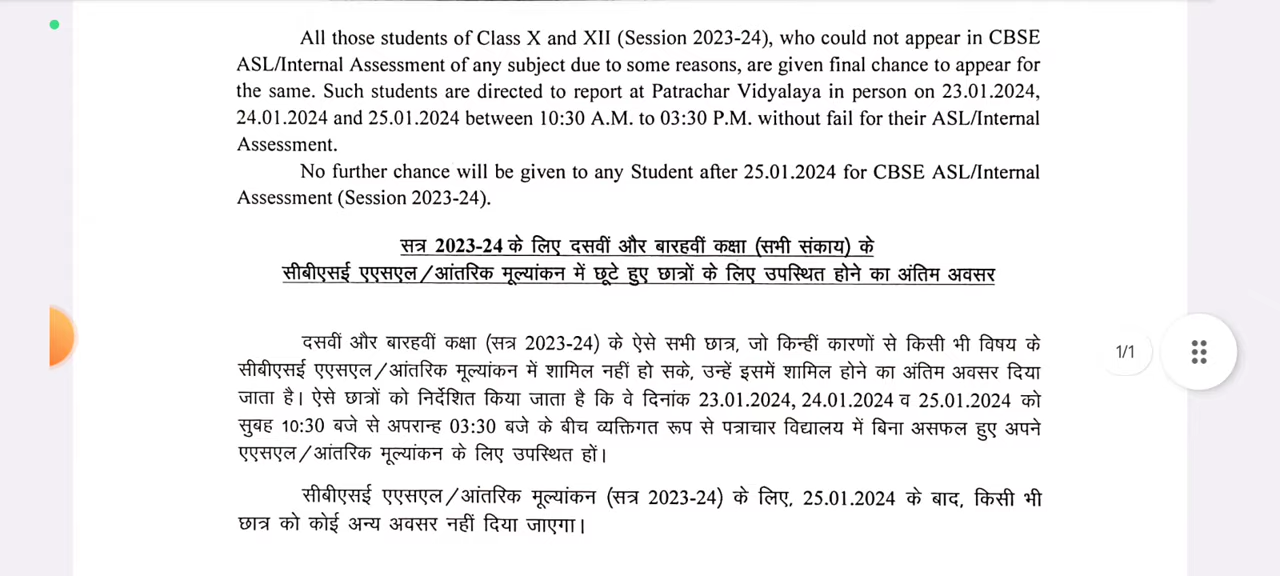 All those students of Class X and XII (Session 2023-24), who could not appear in CBSE
ASL/Internal Assessment of any subject due to some reasons, are given final chance to appear for
the same. Such students are directed to report at Patrachar Vidyalaya in person on 23.01.2024,
24.01.2024 and 25.01.2024 between 10:30 A.M. to 03:30 P.M. without fail for their ASL/Internal
Assessment.
No further chance will be given to any Student after 25.01.2024 for CBSE ASL/Internal
Assessment (Session 2023-24).
सत्र 2023-24 के लिए दसवीं और बारहवीं कक्षा (सभी संकाय) के
सीबीएसई एएसएल/आंतरिक मूल्यांकन में छूटे हुए छात्रों के लिए उपस्थित होने का अंतिम अवसर
दसवीं और बारहवीं कक्षा (सत्र 2023-24) के ऐसे सभी छात्र, जो किन्हीं कारणों से किसी भी विषय के
सीबीएसई एएसएल/आंतरिक मूल्यांकन में शामिल नहीं हो सके, उन्हें इसमें शामिल होने का अंतिम अवसर दिया
जाता है। ऐसे छात्रों को निर्देशित किया जाता है कि वे दिनांक 23.01.2024, 24.01.2024 व 25.01.2024 को
सुबह 10:30 बजे से अपरान्ह 03:30 बजे के बीच व्यक्तिगत रूप से पत्राचार विद्यालय में बिना असफल हुए अपने
एएसएल/आंतरिक मूल्यांकन के लिए उपस्थित हों।
सीबीएसई एएसएल/आंतरिक मूल्यांकन (सत्र 2023-24) के लिए, 25.01.2024 के बाद, किसी भी
छात्र को कोई अन्य अवसर नहीं दिया जाएगा।
1/1